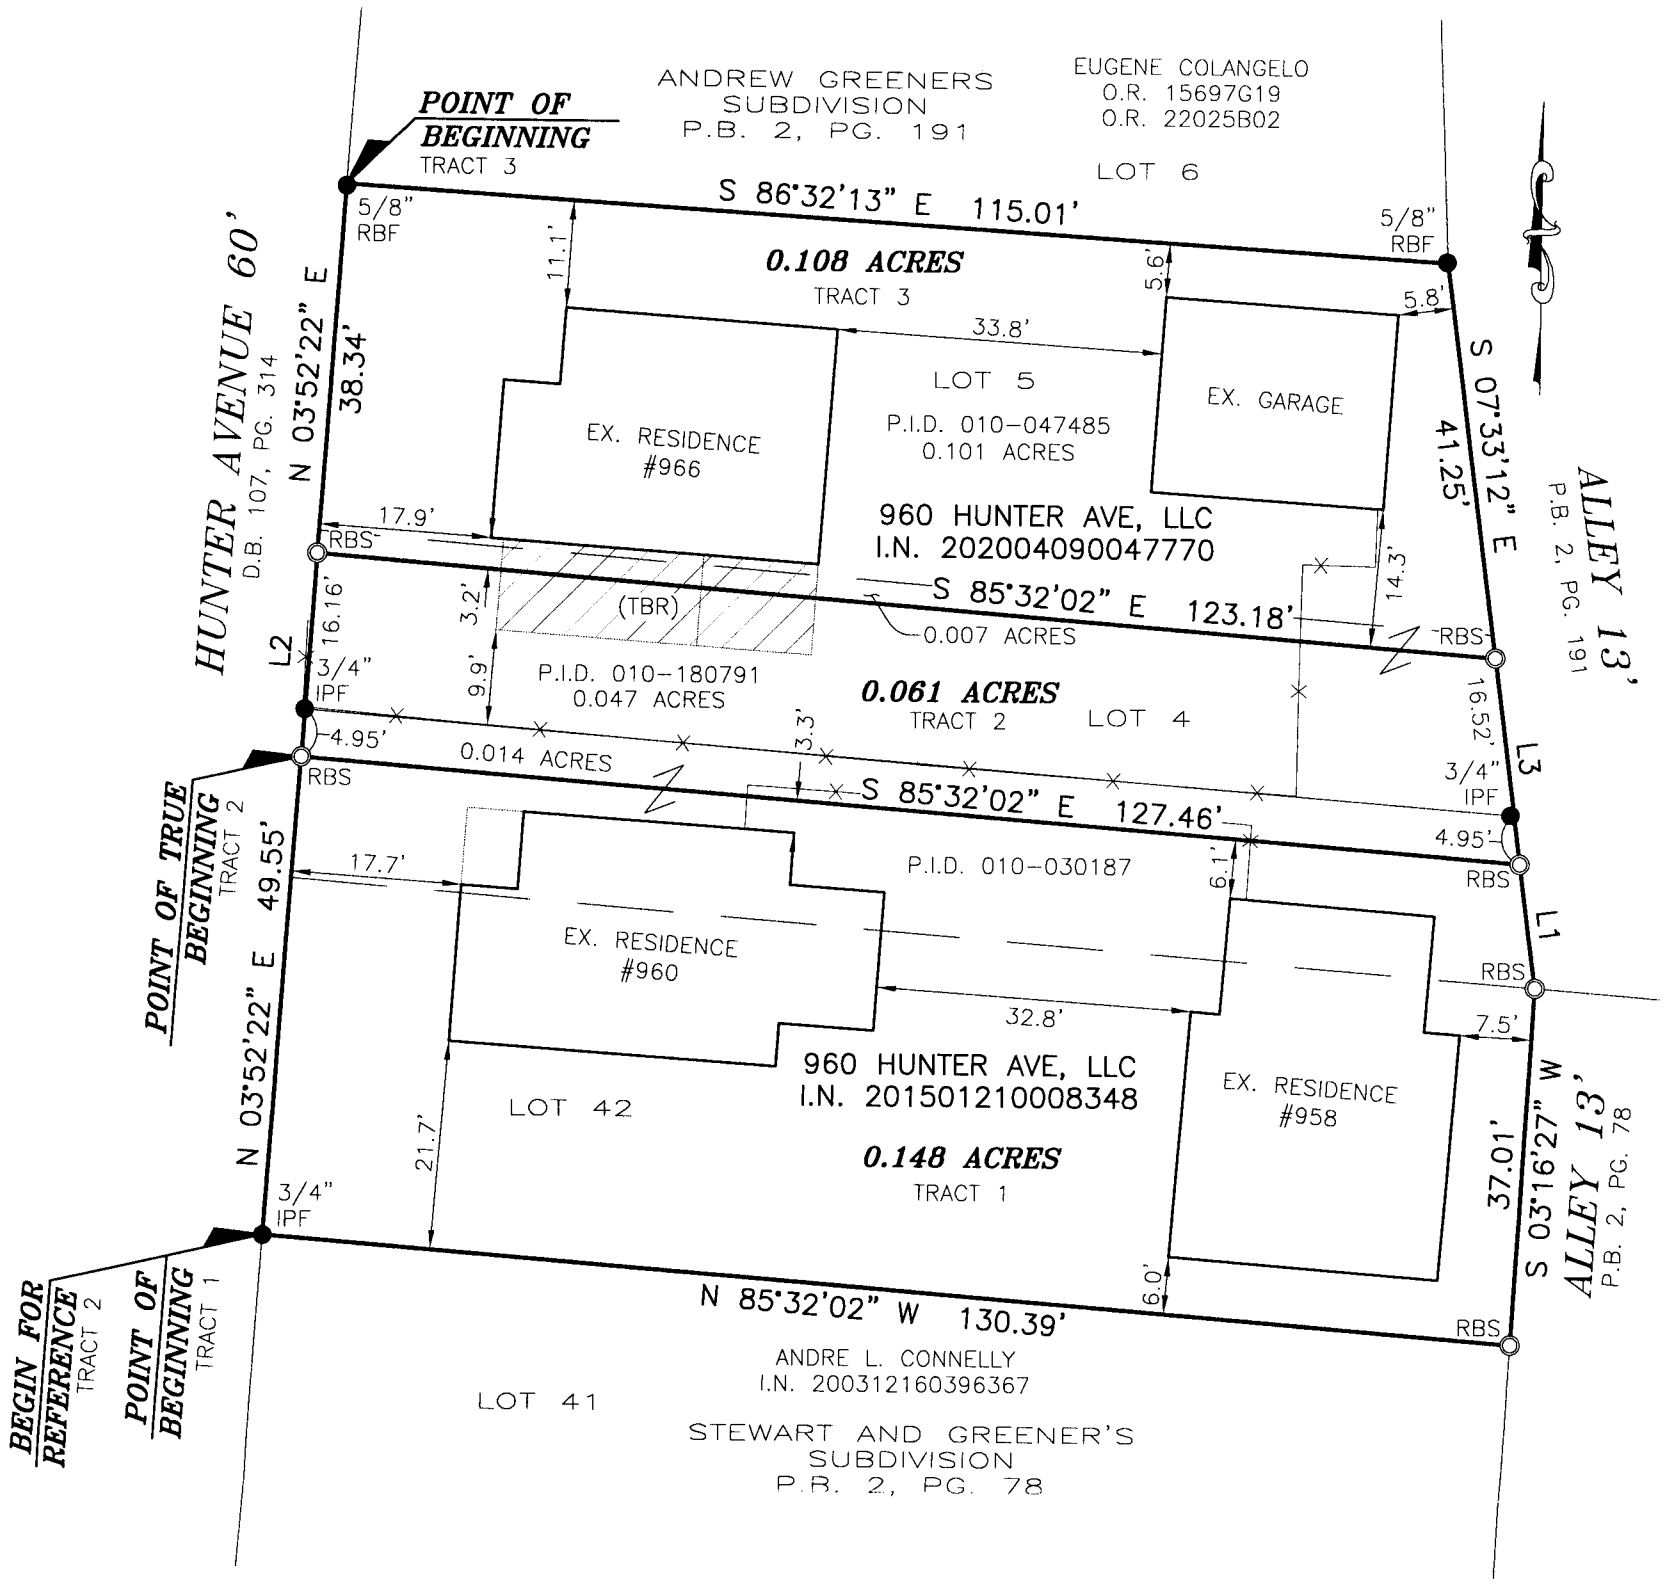 ANDREW GREENERS
SUBDIVISION
P.B. 2, PG. 191
EUGENE COLANGELO
O.R. 15697G19
O.R. 22025B02
LOT 6
POINT OF
BEGINNING
TRACT 3
S 86°32'13" E 115.01'
5/8"
RBF
5/8"
RBF
HUNTER AVENUE 60'
D.B. 107, PG. 314
N 03°52'22" E
38.34'
11.1'
0.108 ACRES
TRACT 3
5.6'
5.8'
33.8'
LOT 5
P.I.D. 010-047485
0.101 ACRES
EX. GARAGE
EX. RESIDENCE
#966
S 07°33'12" E
41.25'
ALLEY 13'
P.B. 2, PG. 191
960 HUNTER AVE, LLC
I.N. 202004090047770
17.9'
RBS
14.3'
S 85°32'02" E 123.18'
0.007 ACRES
(TBR)
3.2'
RBS
L2
16.16'
3/4"
IPF
9.9'
P.I.D. 010-180791
0.047 ACRES
0.061 ACRES
TRACT 2
LOT 4
16.52'
L3
3/4"
IPF
4.95'
3.3'
0.014 ACRES
RBS
POINT OF TRUE
BEGINNING
TRACT 2
S 85°32'02" E 127.46'
4.95'
RBS
P.I.D. 010-030187
6.1'
L1
RBS
N 03°52'22" E 49.55'
17.7'
EX. RESIDENCE
#960
32.8'
7.5'
960 HUNTER AVE, LLC
I.N. 201501210008348
EX. RESIDENCE
#958
LOT 42
21.7'
0.148 ACRES
TRACT 1
37.01'
S 03°16'27" W
ALLEY 13'
P.B. 2, PG. 78
3/4"
IPF
6.0'
BEGIN FOR
REFERENCE
TRACT 2
POINT OF
BEGINNING
TRACT 1
N 85°32'02" W 130.39'
RBS
ANDRE L. CONNELLY
I.N. 200312160396367
LOT 41
STEWART AND GREENER'S
SUBDIVISION
P.B. 2, PG. 78